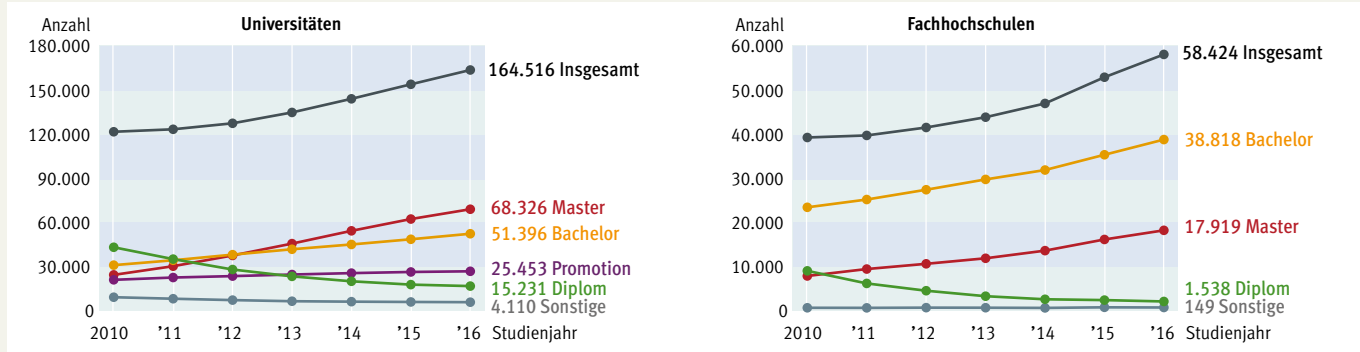 Anzahl
Universitäten
180.000
150.000
120.000
90.000
60.000
30.000
0
2010 '11 '12 '13 '14 '15 '16 Studienjahr
164.516 Insgesamt
68.326 Master
51.396 Bachelor
25.453 Promotion
15.231 Diplom
4.110 Sonstige
Anzahl
Fachhochschulen
60.000
50.000
40.000
30.000
20.000
10.000
0
2010 '11 '12 '13 '14 '15 '16 Studienjahr
58.424 Insgesamt
38.818 Bachelor
17.919 Master
1.538 Diplom
149 Sonstige